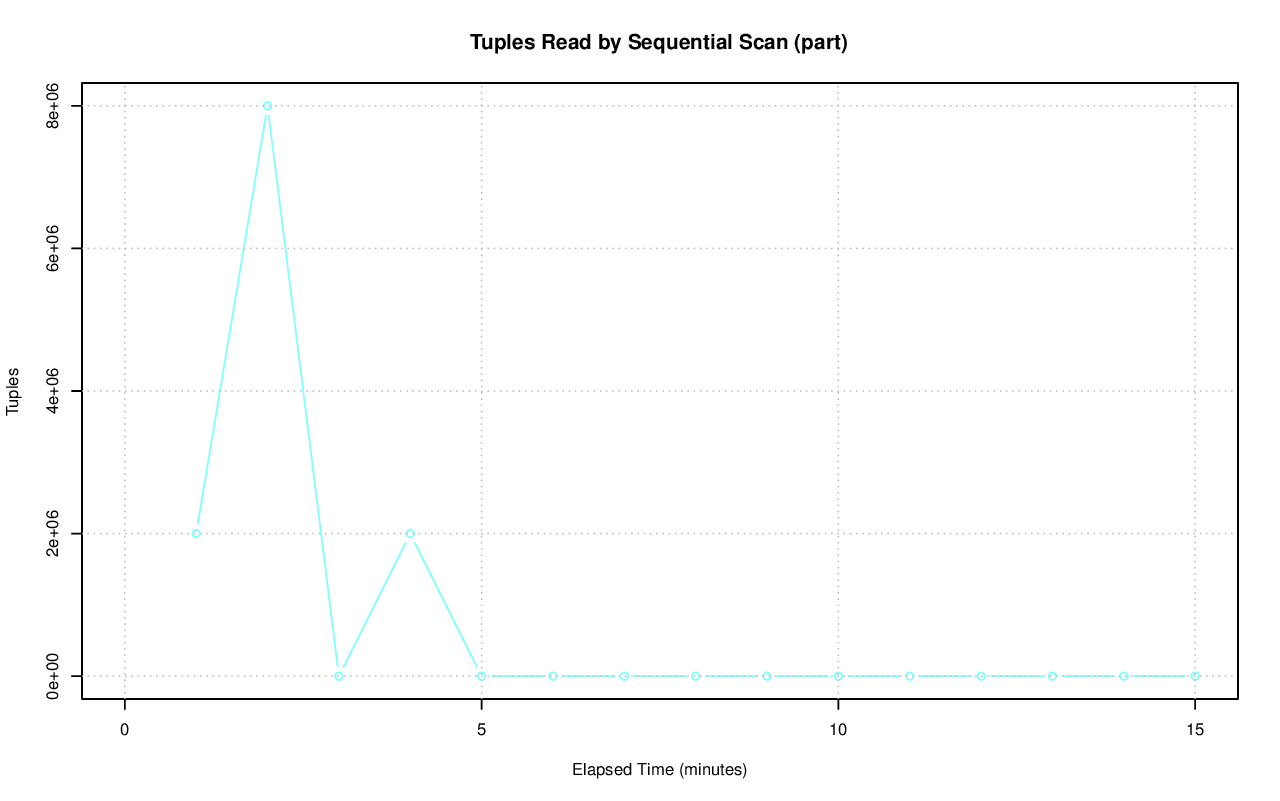 Tuples Read by Sequential Scan (part)
8e+06
6e+06
4e+06
2e+06
0e+00
Tuples
0 5 10 15
Elapsed Time (minutes)